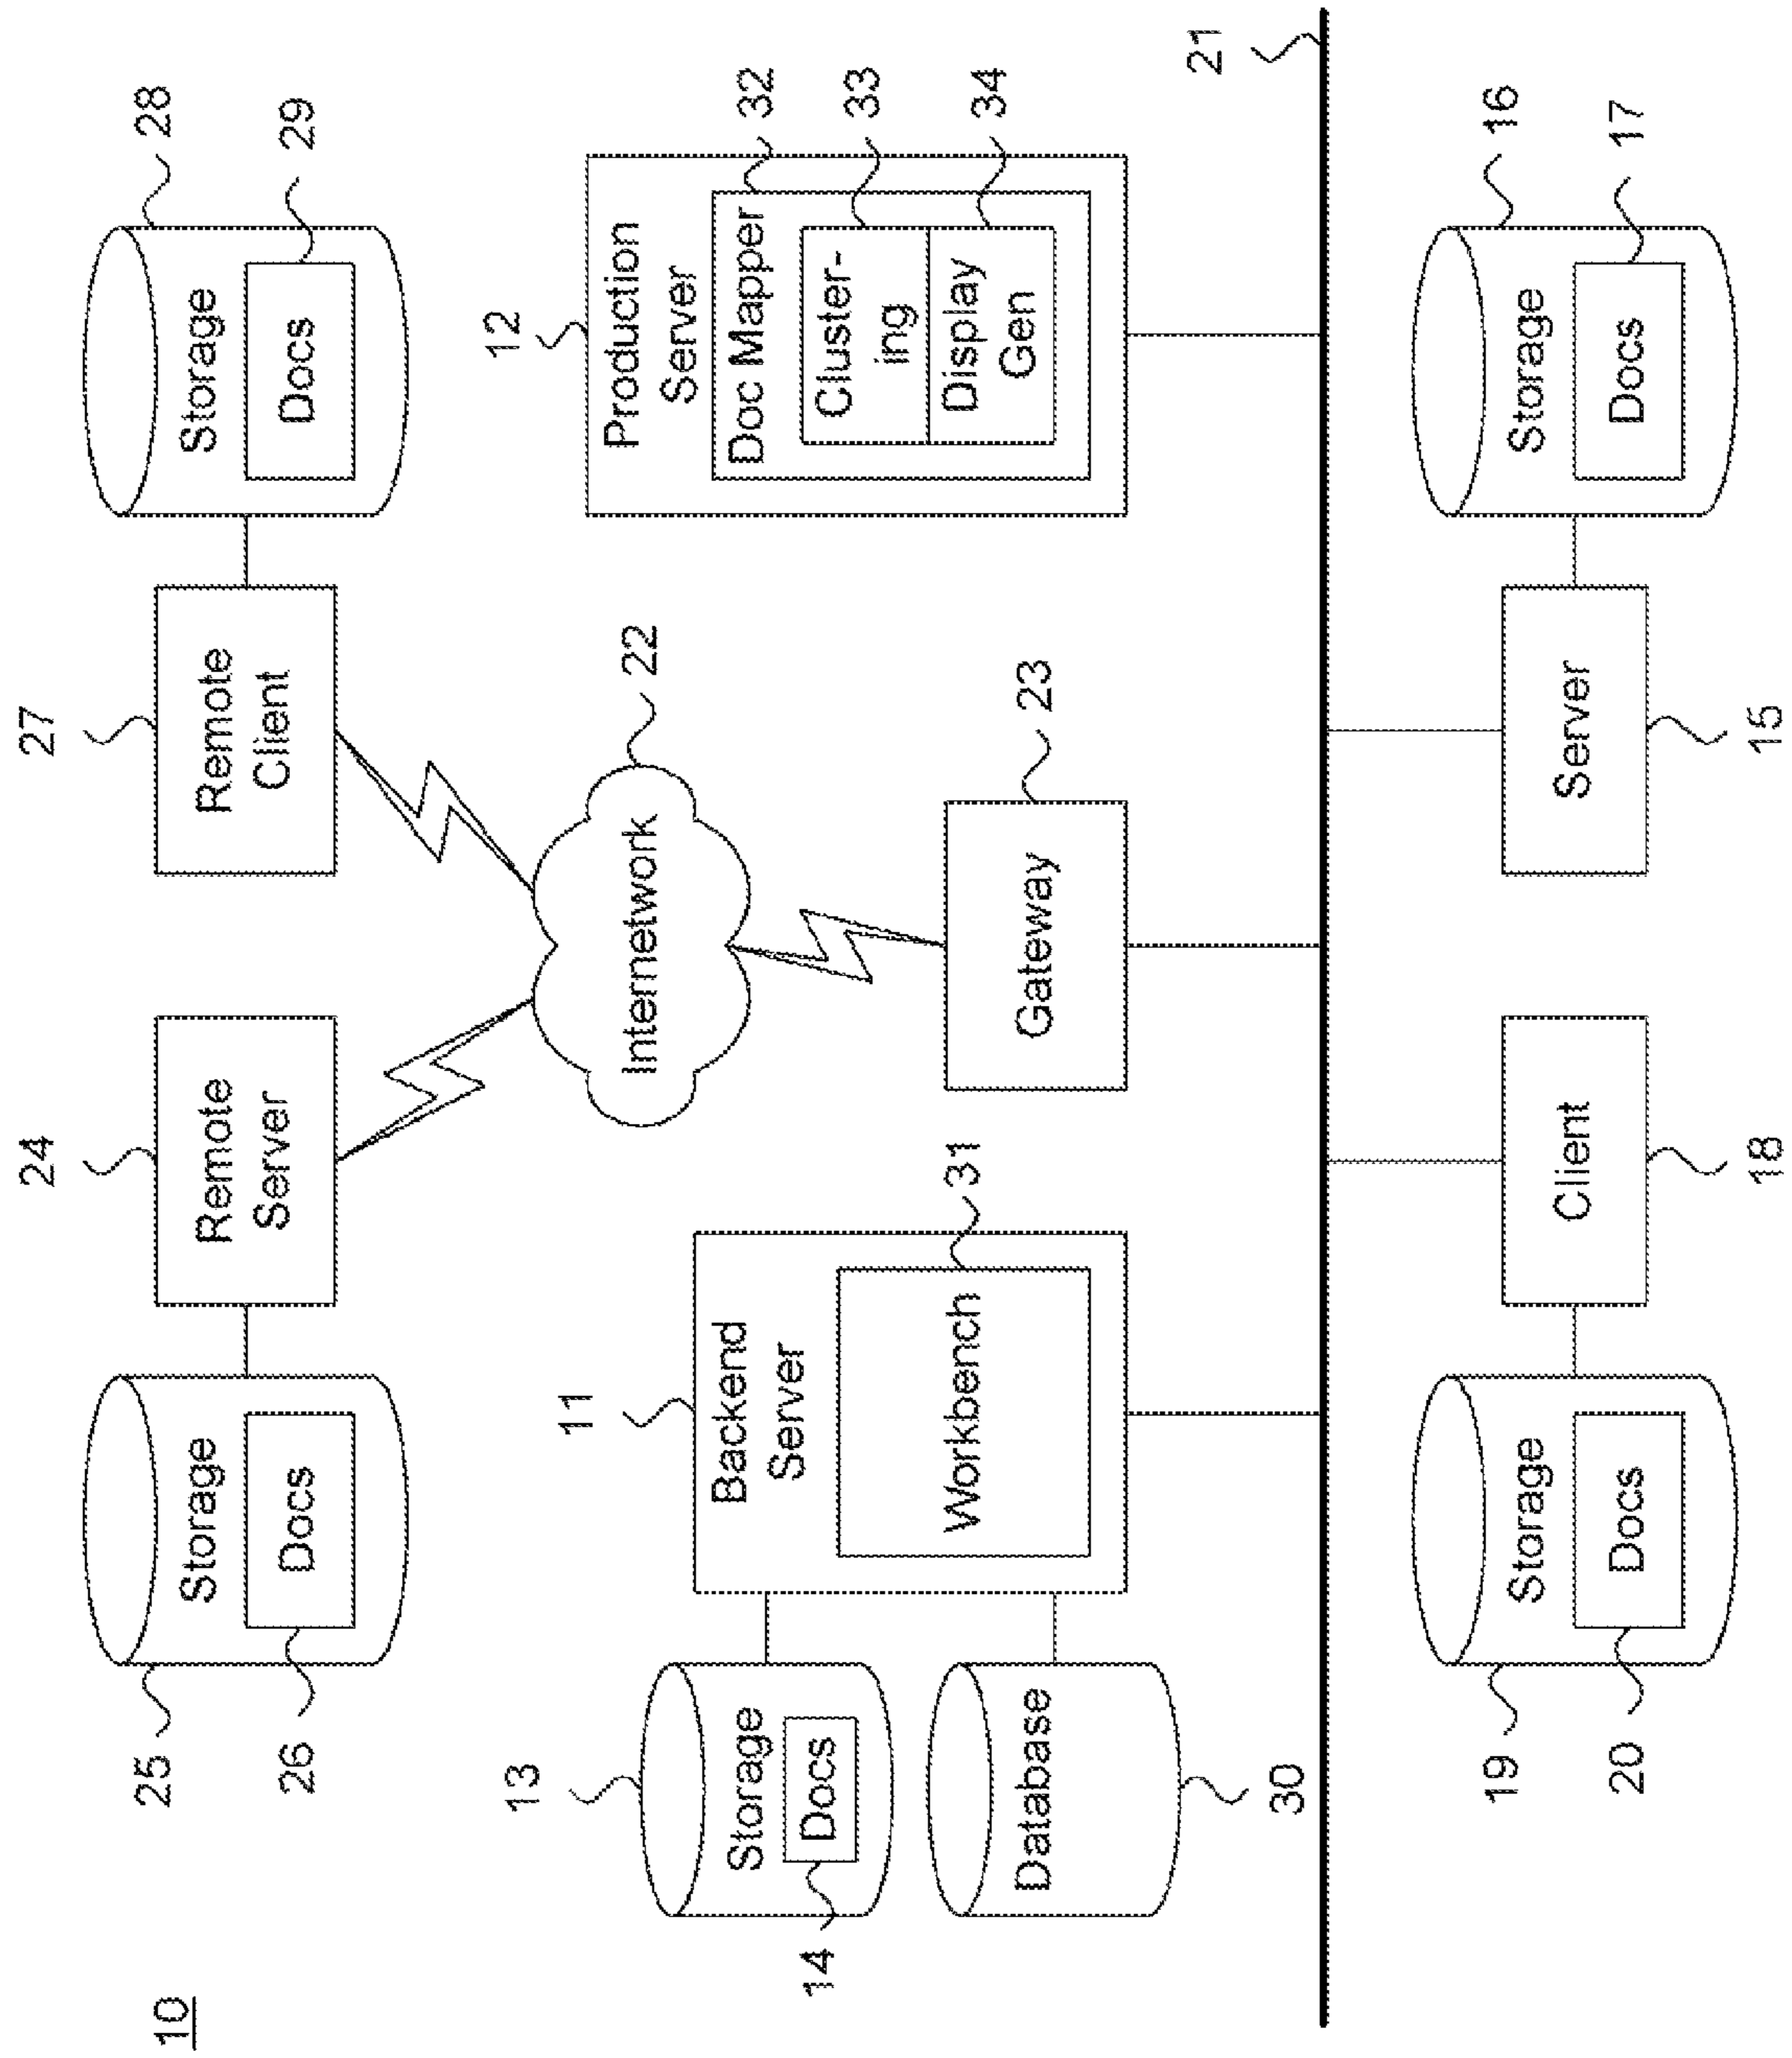 10
24
27
25
Storage
Docs
26
Remote
Server
Remote
Client
28
Storage
Docs
29
22
Internetwork
13
Storage
Docs
14
11
Backend
Server
Workbench
31
Database
30
Gateway
23
12
Production
Server
Doc Mapper
Cluster-
ing
Display
Gen
32
33
34
21
19
Storage
Docs
20
Client
18
Server
15
16
Storage
Docs
17